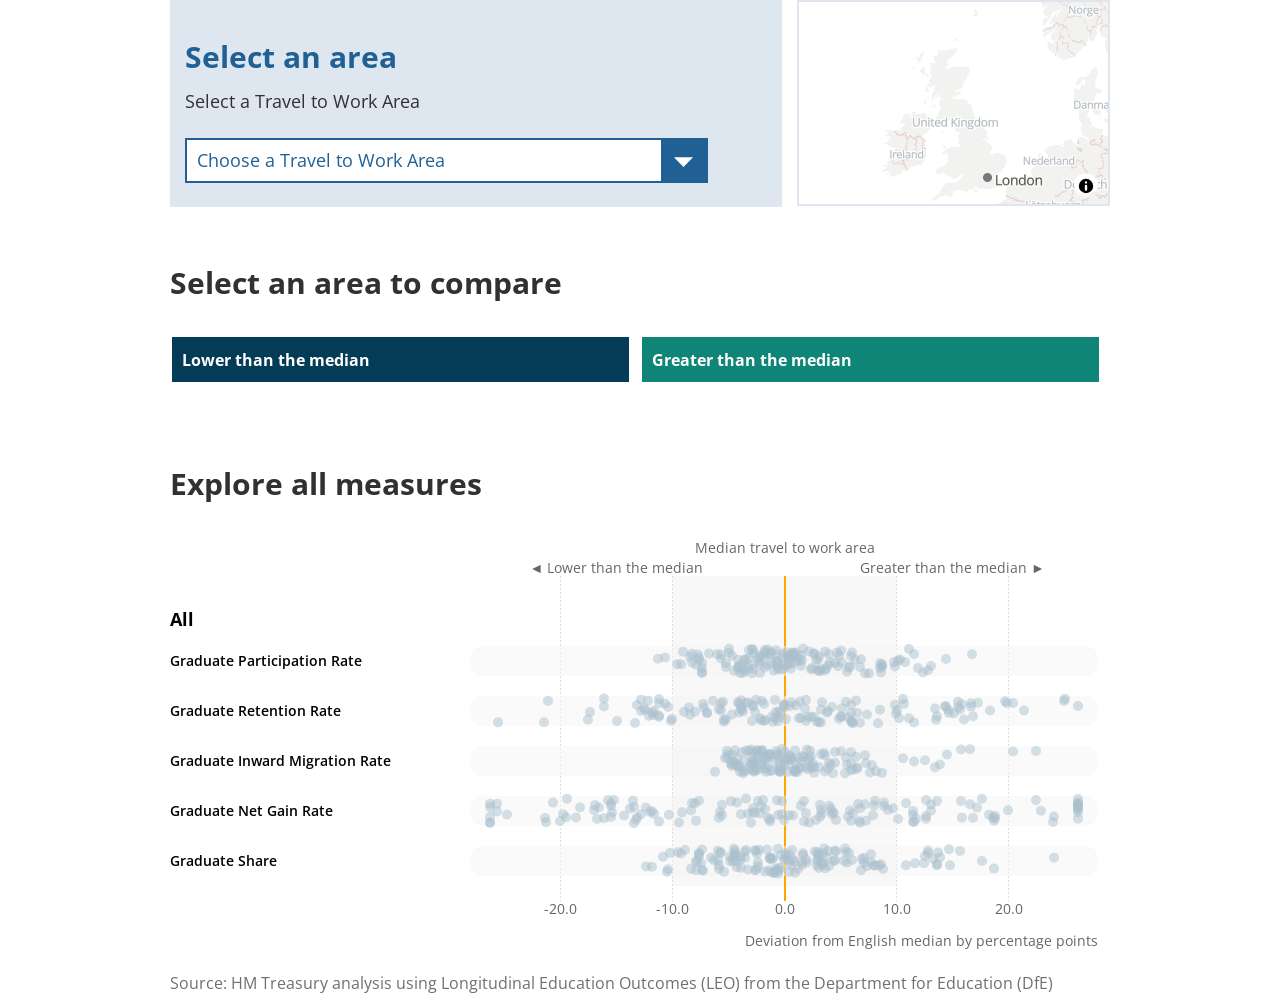 Select an area
Select a Travel to Work Area
Choose a Travel to Work Area
Norge
Danma
United Kingdom
Ireland
Nederland
London
Select an area to compare
Lower than the median
Greater than the median
Explore all measures
Median travel to work area
◄ Lower than the median
Greater than the median ►
All
Graduate Participation Rate
Graduate Retention Rate
Graduate Inward Migration Rate
Graduate Net Gain Rate
Graduate Share
-20.0 -10.0 0.0 10.0 20.0
Deviation from English median by percentage points
Source: HM Treasury analysis using Longitudinal Education Outcomes (LEO) from the Department for Education (DfE)